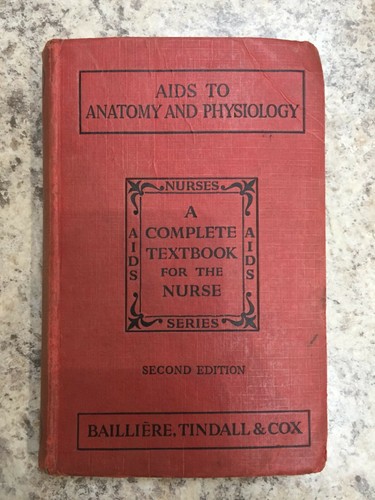 AIDS TO
ANATOMY AND PHYSIOLOGY
NURSES
AIDS
A
COMPLETE
TEXTBOOK
FOR THE
NURSE
AIDS
SERIES
SECOND EDITION
BAILLIÈRE, TINDALL & COX